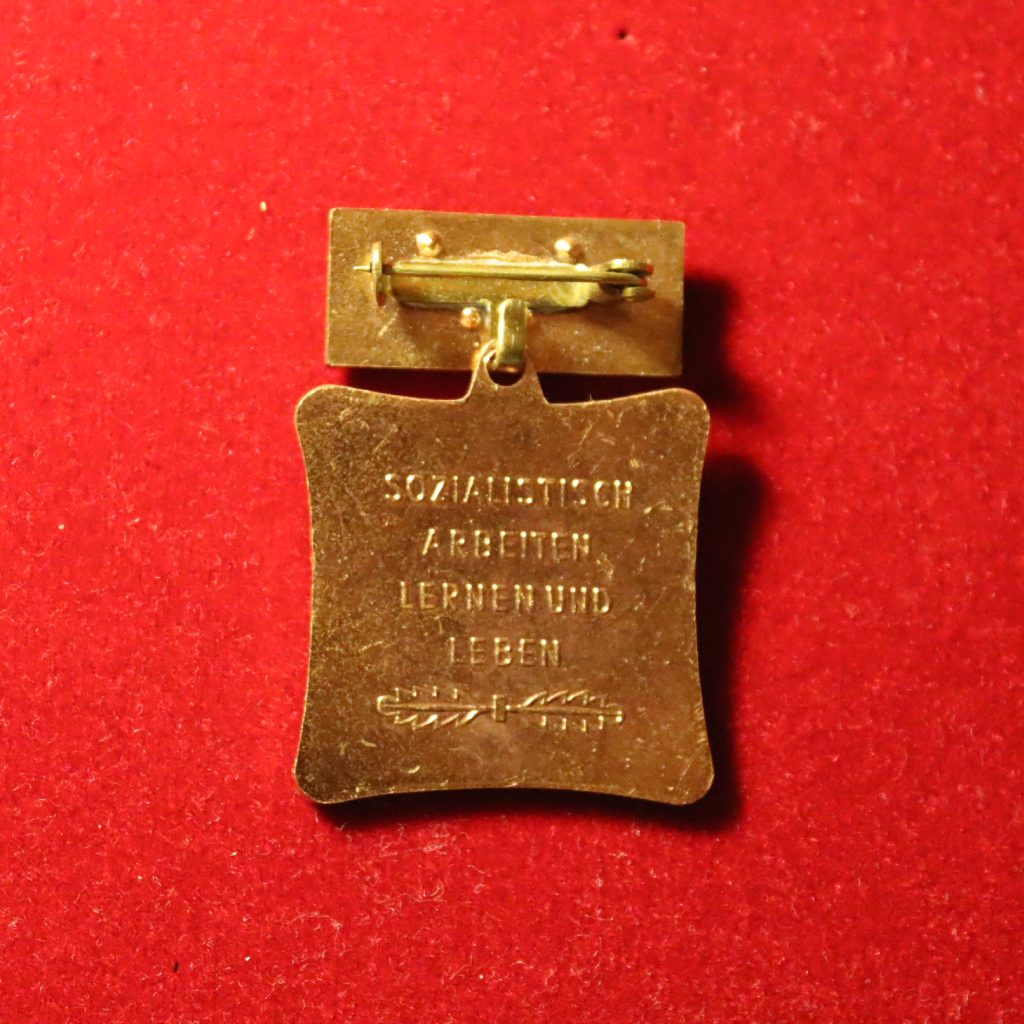 SOZIALISTISCH
ARBEITEN,
LERNEN UND
LEBEN